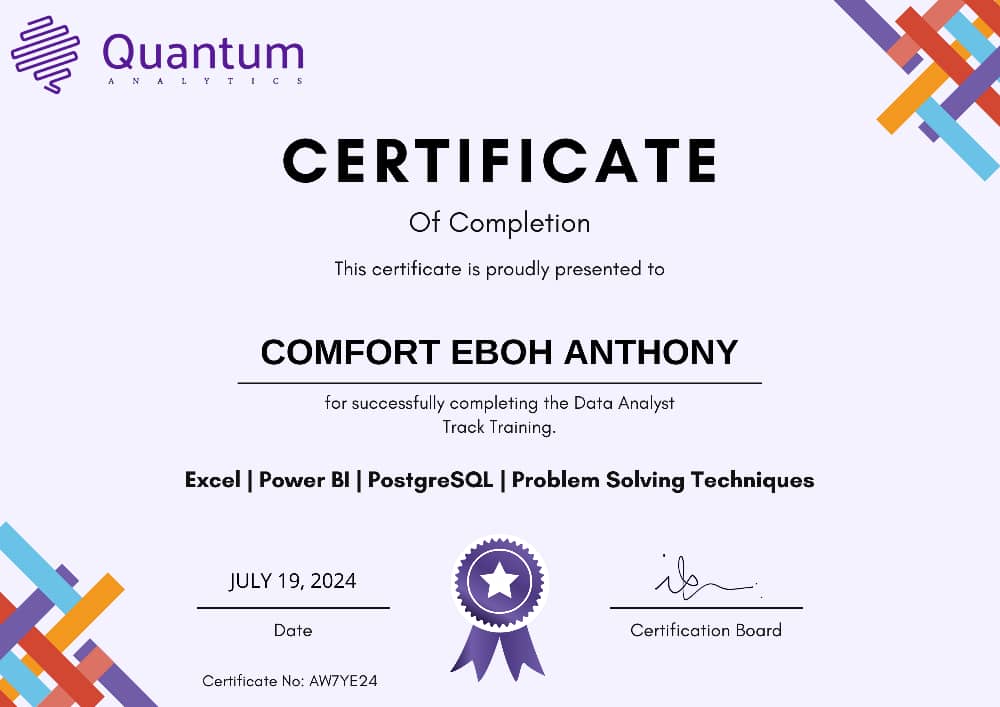 Quantum
ANALYTICS
CERTIFICATE
Of Completion
This certificate is proudly presented to
COMFORT EBOH ANTHONY
for successfully completing the Data Analyst
Track Training.
Excel | Power BI | PostgreSQL | Problem Solving Techniques
JULY 19, 2024
Date
Certification Board
Certificate No: AW7YE24